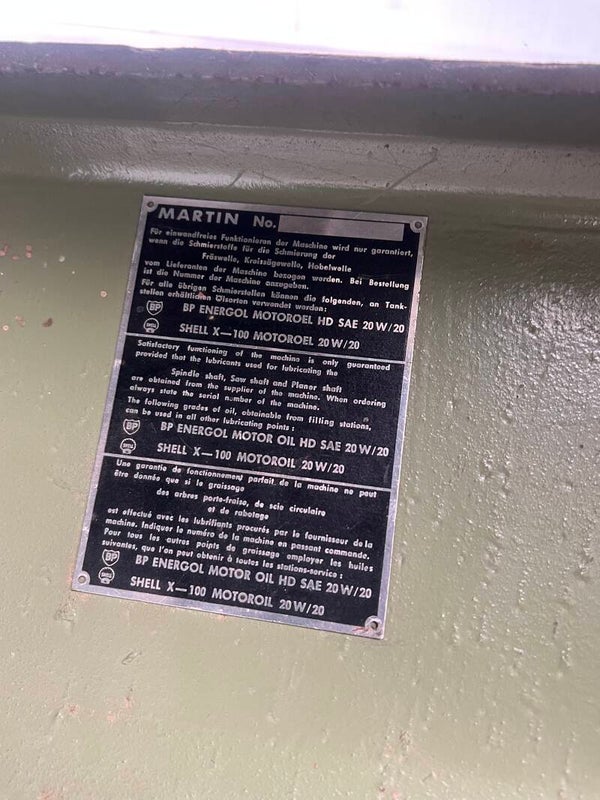 MARTIN No.
Für einwandfreies Funktionieren der Maschine wird nur garantiert,
wenn die Schmierstoffe für die Schmierung der
Fräswelle, Kreissägewelle, Hobelwelle
vom Lieferanten der Maschine bezogen werden. Bei Bestellung
ist die Nummer der Maschine anzugeben.
Für alle übrigen Schmierstellen können die folgenden, an Tank-
stellen erhältlichen Ölsorten verwendet werden:
BP BP ENERGOL MOTOROEL HD SAE 20 W/20
SHELL SHELL X—100 MOTOROEL 20 W/20
Satisfactory functioning of the machine is only guaranteed
provided that the lubricants used for lubricating the
Spindle shaft, Saw shaft and Planer shaft
are obtained from the supplier of the machine. When ordering
always state the serial number of the machine.
The following grades of oil, obtainable from filling stations,
can be used in all other lubricating points:
BP BP ENERGOL MOTOR OIL HD SAE 20 W/20
SHELL SHELL X—100 MOTOROIL 20 W/20
Une garantie de fonctionnement parfait de la machine ne peut
être donnée que si le graissage
des arbres porte-fraise, de scie circulaire
et de rabotage
est effectué avec les lubrifiants procurés par le fournisseur de la
machine. Indiquer le numéro de la machine en passant commande.
Pour tous les autres points de graissage employer les huiles
suivantes, que l'on peut obtenir à toutes les stations-service:
BP BP ENERGOL MOTOR OIL HD SAE 20 W/20
SHELL SHELL X—100 MOTOROIL 20 W/20